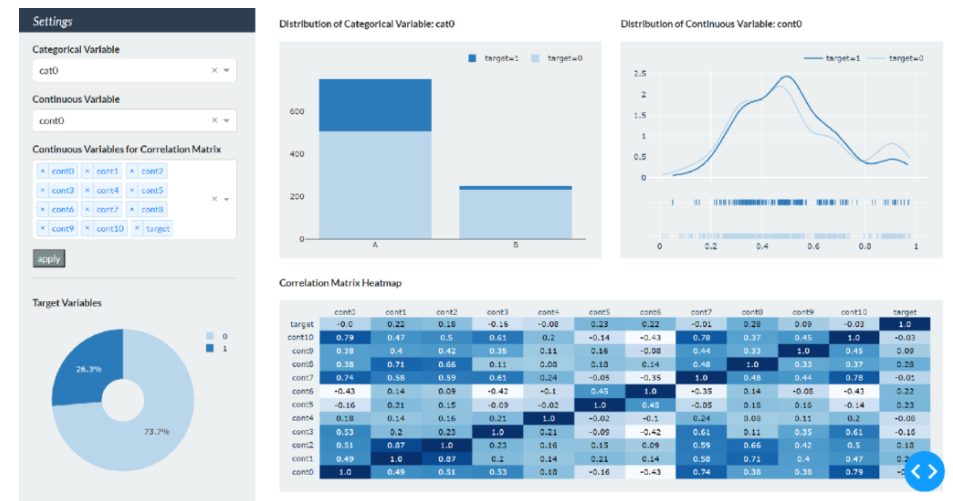 Settings
Categorical Variable
cat0
Continuous Variable
cont0
Continuous Variables for Correlation Matrix
× cont0 × cont1 × cont2
× cont3 × cont4 × cont5
× cont6 × cont7 × cont8
× cont9 × cont10 × target
apply
Target Variables
0
1
26.3%
73.7%
Distribution of Categorical Variable: cat0
target=1 target=0
600
400
200
0
A B
Distribution of Continuous Variable: cont0
target=1 target=0
2.5
2
1.5
1
0.5
0
0 0.2 0.4 0.6 0.8 1
Correlation Matrix Heatmap
cont0 cont1 cont2 cont3 cont4 cont5 cont6 cont7 cont8 cont9 cont10 target
target -0.0 0.22 0.18 -0.16 -0.08 0.23 0.22 -0.01 0.28 0.09 -0.03 1.0
cont10 0.79 0.47 0.5 0.61 0.2 -0.14 -0.43 0.78 0.37 0.45 1.0 -0.03
cont9 0.38 0.4 0.42 0.35 0.11 0.16 -0.08 0.44 0.33 1.0 0.45 0.09
cont8 0.38 0.71 0.66 0.11 0.08 0.18 0.14 0.48 1.0 0.33 0.37 0.28
cont7 0.74 0.58 0.59 0.61 0.24 -0.05 -0.35 1.0 0.48 0.44 0.78 -0.01
cont6 -0.43 0.14 0.09 -0.42 -0.1 0.45 1.0 -0.35 0.14 -0.08 -0.43 0.22
cont5 -0.16 0.21 0.15 -0.09 -0.02 1.0 0.45 -0.05 0.18 0.16 -0.14 0.23
cont4 0.18 0.14 0.16 0.21 1.0 -0.02 -0.1 0.24 0.08 0.11 0.2 -0.08
cont3 0.53 0.2 0.23 1.0 0.21 -0.09 -0.42 0.61 0.11 0.35 0.61 -0.16
cont2 0.51 0.87 1.0 0.23 0.16 0.15 0.09 0.59 0.66 0.42 0.5 0.18
cont1 0.49 1.0 0.87 0.2 0.14 0.21 0.14 0.58 0.71 0.4 0.47
cont0 1.0 0.49 0.51 0.53 0.18 -0.16 -0.43 0.74 0.38 0.38 0.79